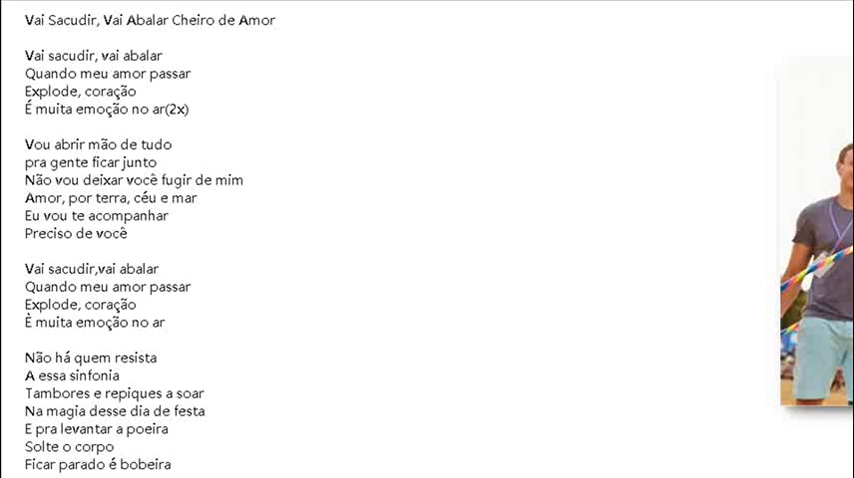 Vai Sacudir, Vai Abalar Cheiro de Amor
Vai sacudir, vai abalar
Quando meu amor passar
Explode, coração
É muita emoção no ar(2x)
Vou abrir mão de tudo
pra gente ficar junto
Não vou deixar você fugir de mim
Amor, por terra, céu e mar
Eu vou te acompanhar
Preciso de você
Vai sacudir,vai abalar
Quando meu amor passar
Explode, coração
È muita emoção no ar
Não há quem resista
A essa sinfonia
Tambores e repiques a soar
Na magia desse dia de festa
E pra levantar a poeira
Solte o corpo
Ficar parado é bobeira